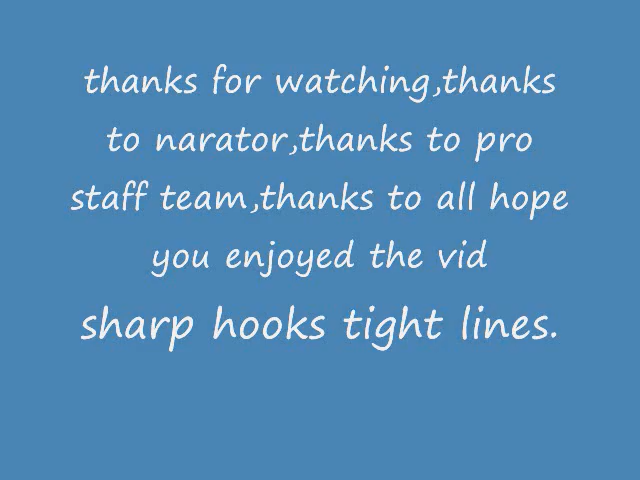 thanks for watching,thanks
to narator,thanks to pro
staff team,thanks to all hope
you enjoyed the vid
sharp hooks tight lines.